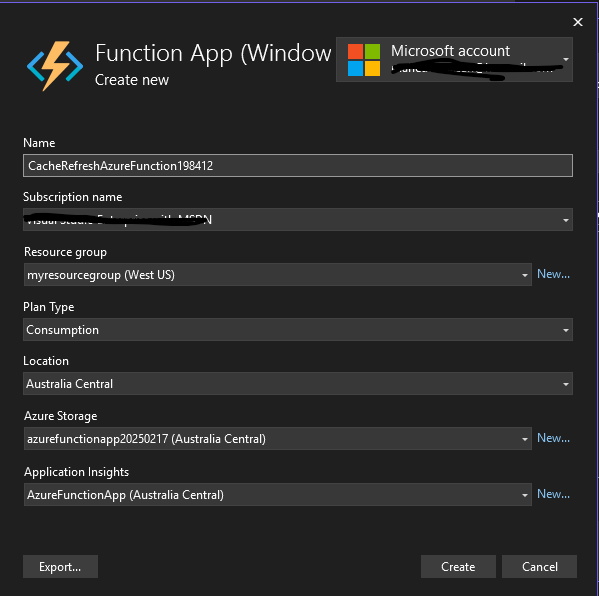 Function App (Window
Create new
Microsoft account
Name
CacheRefreshAzureFunction198412
Subscription name
Resource group
myresourcegroup (West US)
New...
Plan Type
Consumption
Location
Australia Central
Azure Storage
azurefunctionapp20250217 (Australia Central)
New...
Application Insights
AzureFunctionApp (Australia Central)
New...
Export...
Create
Cancel